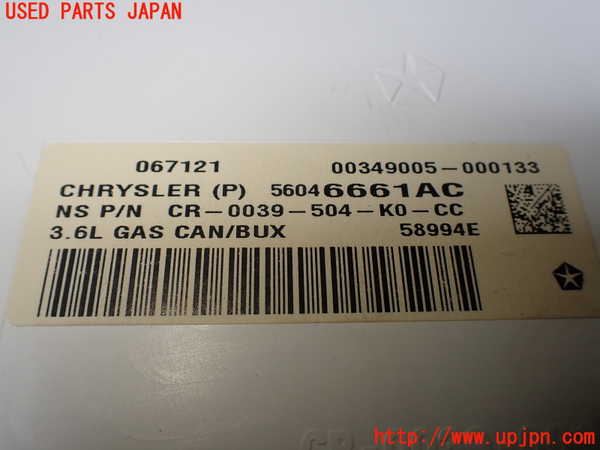 USED PARTS JAPAN
067121 00349005-000133
CHRYSLER (P) 56046661AC
NS P/N CR-0039-504-K0-CC
3.6L GAS CAN/BUX 58994E
http://www.upjpn.com/